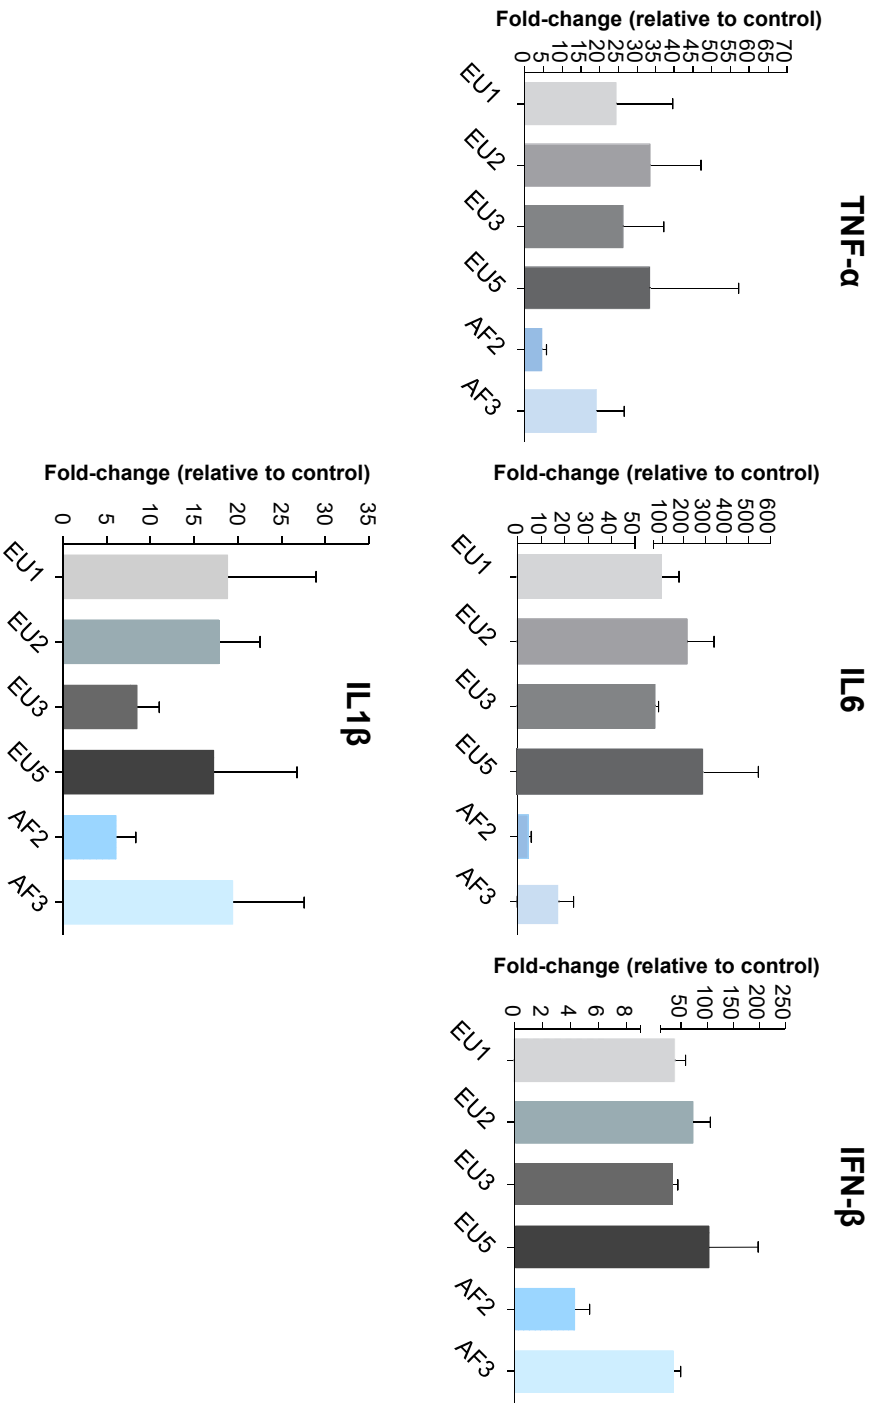 TNF-α
Fold-change (relative to control)
70
65
60
55
50
45
40
35
30
25
20
15
10
5
0
EU1
EU2
EU3
EU5
AF2
AF3
IL6
Fold-change (relative to control)
600
500
400
300
200
100
50
40
30
20
10
0
EU1
EU2
EU3
EU5
AF2
AF3
IFN-β
Fold-change (relative to control)
250
200
150
100
50
8
6
4
2
0
EU1
EU2
EU3
EU5
AF2
AF3
IL1β
Fold-change (relative to control)
35
30
25
20
15
10
5
0
EU1
EU2
EU3
EU5
AF2
AF3